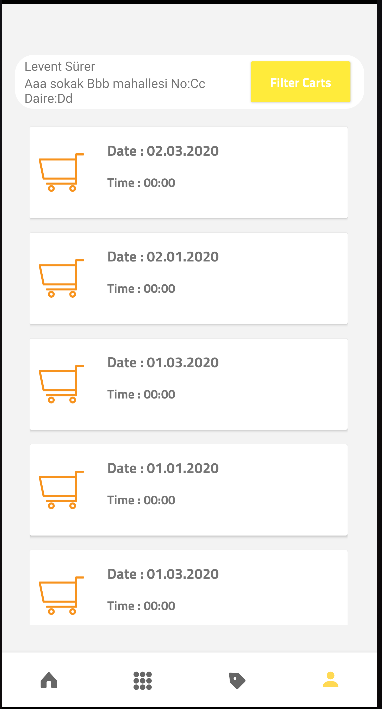 Levent Sürer
Aaa sokak Bbb mahallesi No:Cc
Daire:Dd
Filter Carts
Date : 02.03.2020
Time : 00:00
Date : 02.01.2020
Time : 00:00
Date : 01.03.2020
Time : 00:00
Date : 01.01.2020
Time : 00:00
Date : 01.03.2020
Time : 00:00